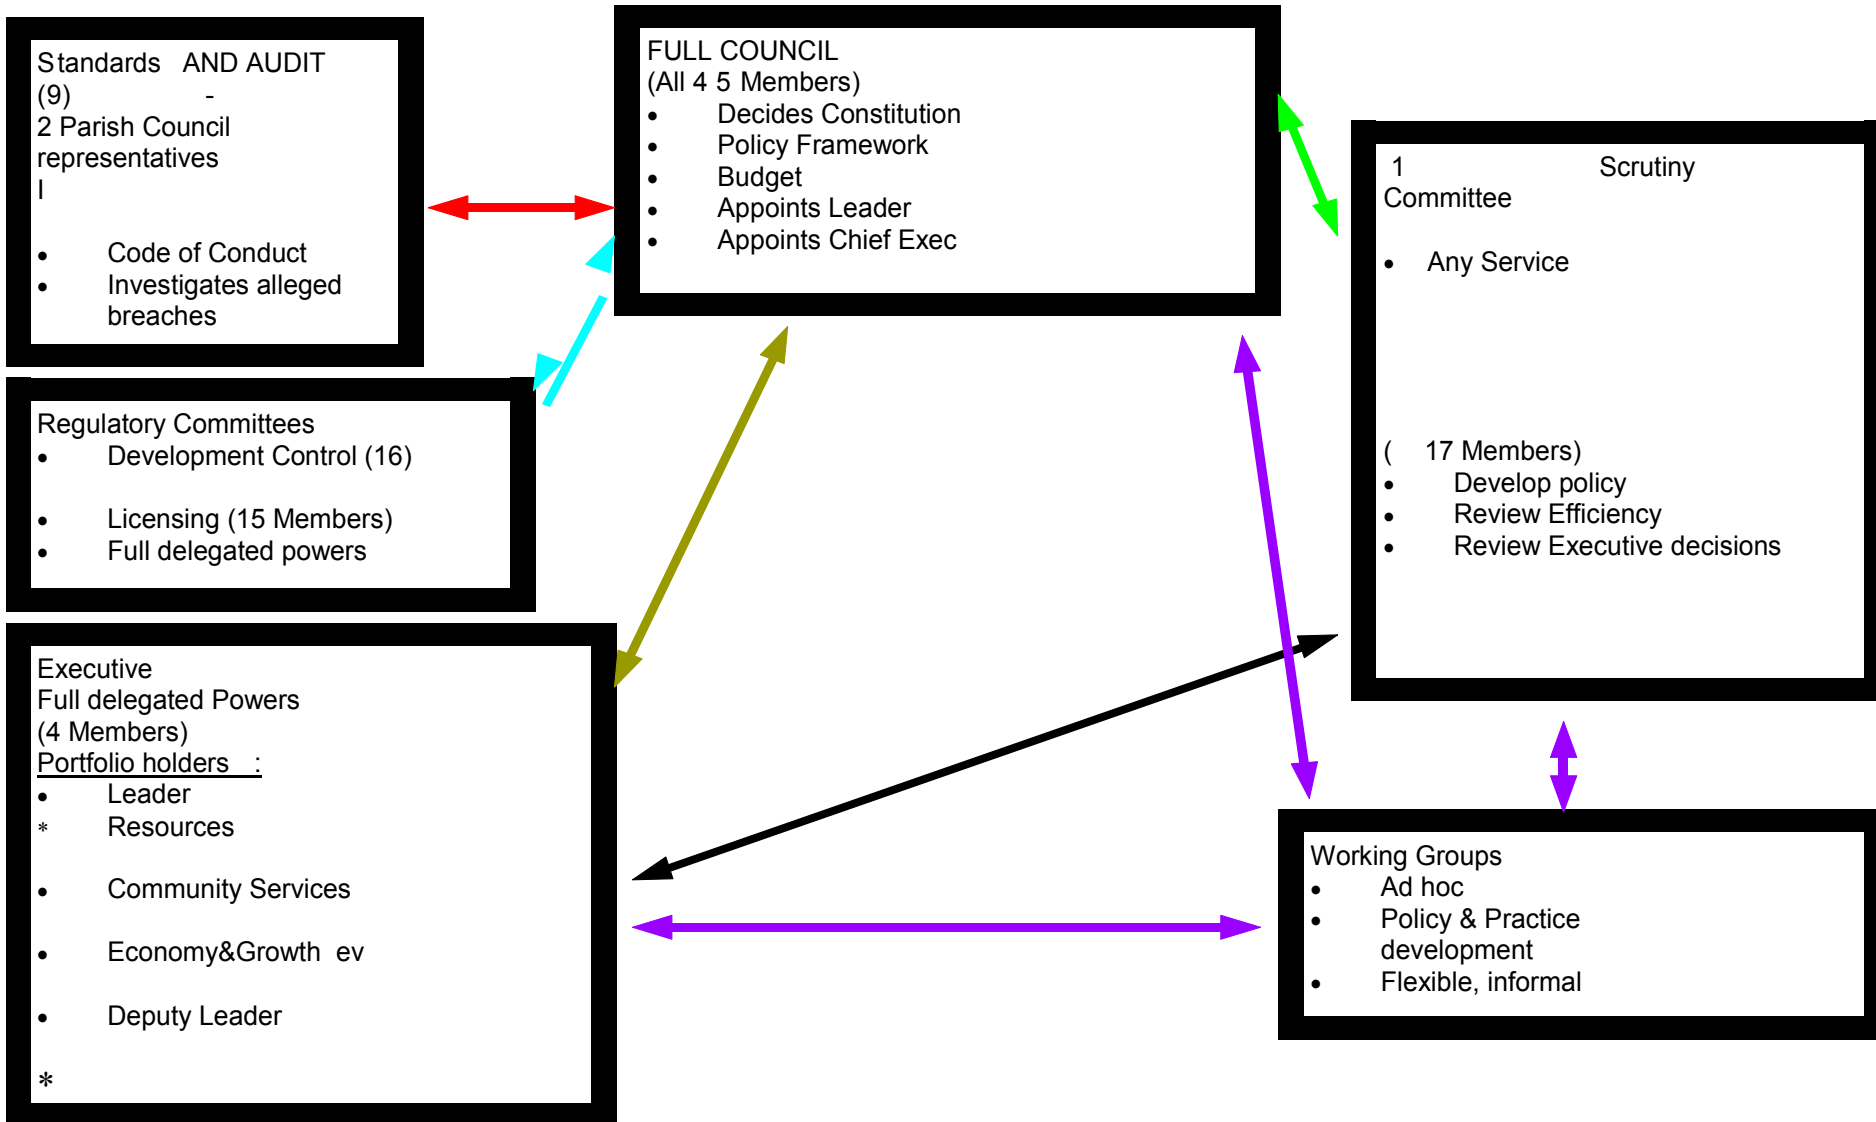 Standards AND AUDIT
(9) -
2 Parish Council
representatives
I
• Code of Conduct
• Investigates alleged
breaches
FULL COUNCIL
(All 4 5 Members)
• Decides Constitution
• Policy Framework
• Budget
• Appoints Leader
• Appoints Chief Exec
1 Scrutiny
Committee
• Any Service
( 17 Members)
• Develop policy
• Review Efficiency
• Review Executive decisions
Regulatory Committees
• Development Control (16)
• Licensing (15 Members)
• Full delegated powers
Executive
Full delegated Powers
(4 Members)
Portfolio holders :
• Leader
* Resources
• Community Services
• Economy&Growth ev
• Deputy Leader
*
Working Groups
• Ad hoc
• Policy & Practice
development
• Flexible, informal